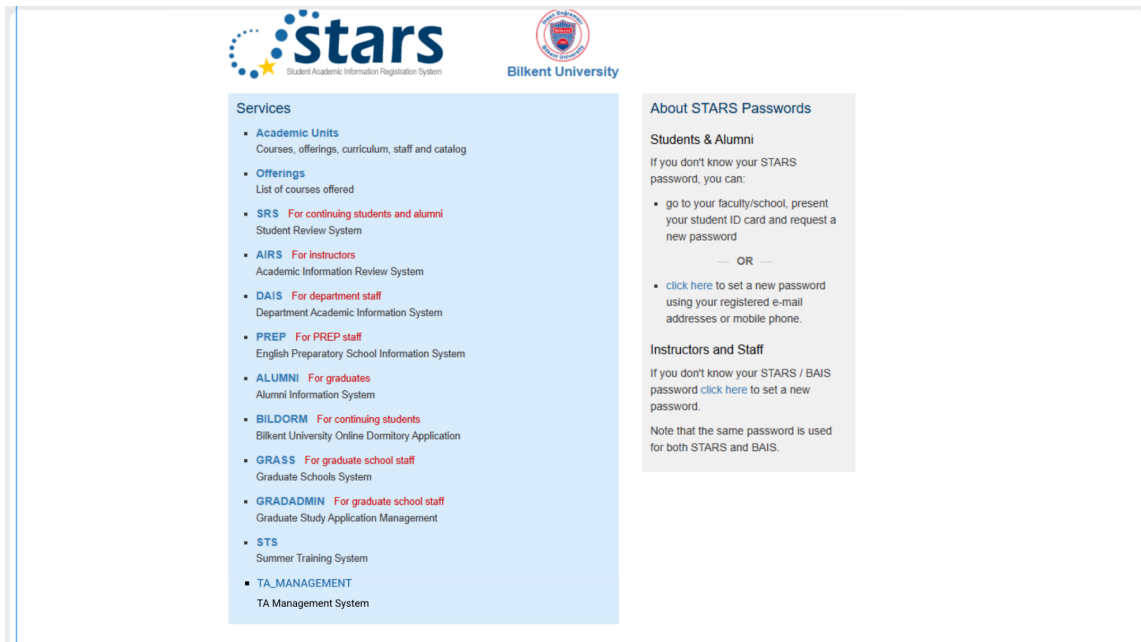 stars
Student Academic Information Registration System
İhsan Doğramacı
Bilkent University
Bilkent University
Services
Academic Units
Courses, offerings, curriculum, staff and catalog
Offerings
List of courses offered
SRS For continuing students and alumni
Student Review System
AIRS For instructors
Academic Information Review System
DAIS For department staff
Department Academic Information System
PREP For PREP staff
English Preparatory School Information System
ALUMNI For graduates
Alumni Information System
BILDORM For continuing students
Bilkent University Online Dormitory Application
GRASS For graduate school staff
Graduate Schools System
GRADADMIN For graduate school staff
Graduate Study Application Management
STS
Summer Training System
TA_MANAGEMENT
TA Management System
About STARS Passwords
Students & Alumni
If you don't know your STARS
password, you can:
go to your faculty/school, present
your student ID card and request a
new password
OR
click here to set a new password
using your registered e-mail
addresses or mobile phone.
Instructors and Staff
If you don't know your STARS / BAIS
password click here to set a new
password.
Note that the same password is used
for both STARS and BAIS.